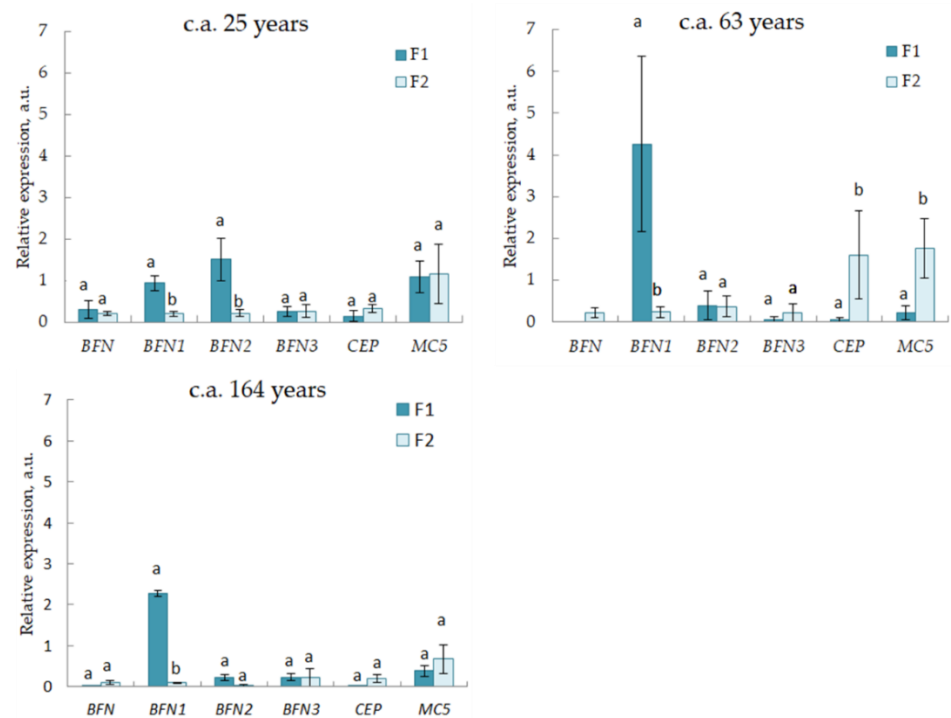 c.a. 25 years
Relative expression, a.u.
7
6
5
4
3
2
1
0
F1
F2
a a a b a b a a a a a a
BFN BFN1 BFN2 BFN3 CEP MC5
c.a. 63 years
Relative expression, a.u.
7
6
5
4
3
2
1
0
F1
F2
a b a a a a a b a b
BFN BFN1 BFN2 BFN3 CEP MC5
c.a. 164 years
Relative expression, a.u.
7
6
5
4
3
2
1
0
F1
F2
a a a b a a a a a a a a
BFN BFN1 BFN2 BFN3 CEP MC5